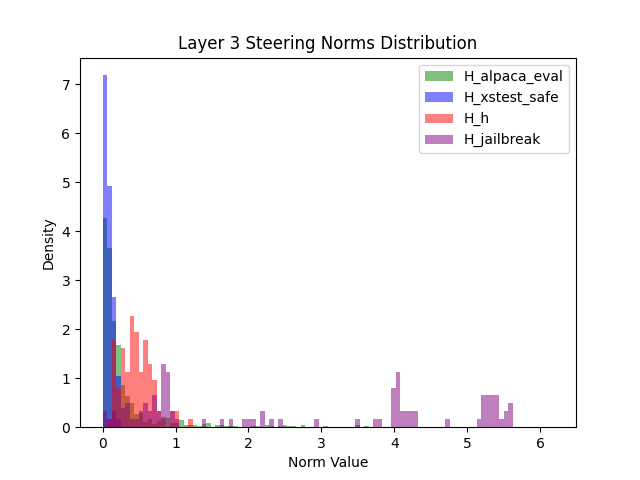 Layer 3 Steering Norms Distribution
H_alpaca_eval
H_xstest_safe
H_h
H_jailbreak
Density
7
6
5
4
3
2
1
0
0 1 2 3 4 5 6
Norm Value